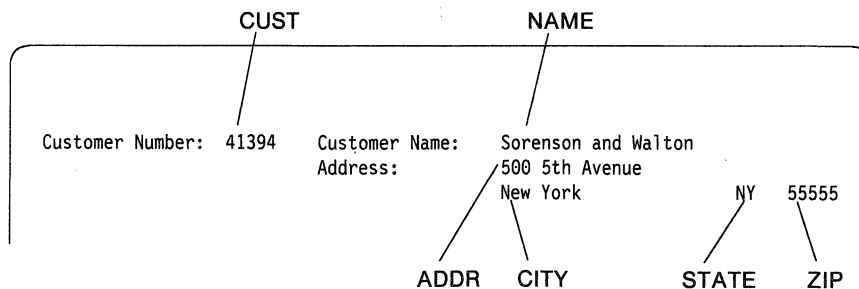 CUST NAME
Customer Number: 41394 Customer Name: Sorenson and Walton
Address: 500 5th Avenue
New York NY 55555
ADDR CITY STATE ZIP